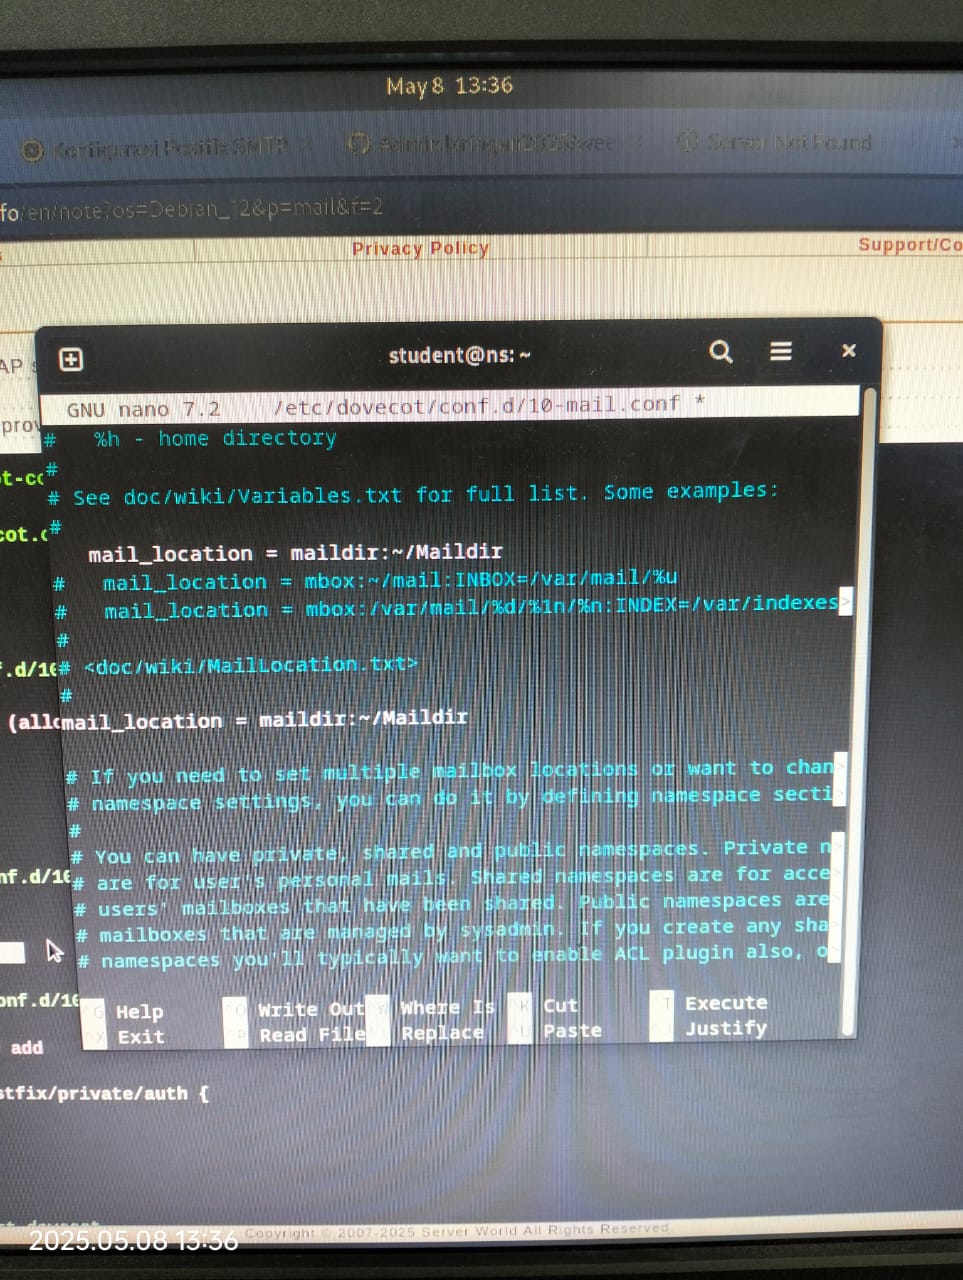 May 8 13:36
Konfigurasi Postfix SMTP
Server Not Found
fo/en/note?os=Debian_12&p=mail&f=2
Privacy Policy
Support/Co
student@ns: ~
AP s
GNU nano 7.2 /etc/dovecot/conf.d/10-mail.conf *
prov
# %h - home directory
#
t-cc
# See doc/wiki/Variables.txt for full list. Some examples:
#
cot.c
mail_location = maildir:~/Maildir
# mail_location = mbox:~/mail:INBOX=/var/mail/%u
# mail_location = mbox:/var/mail/%d/%1n/%n:INDEX=/var/indexes>
#
f.d/10
# <doc/wiki/MailLocation.txt>
#
(allo
mail_location = maildir:~/Maildir
# If you need to set multiple mailbox locations or want to chan>
# namespace settings, you can do it by defining namespace secti>
#
# You can have private, shared and public namespaces. Private n>
nf.d/10
# are for user's personal mails. Shared namespaces are for acce>
# users' mailboxes that have been shared. Public namespaces are>
# mailboxes that are managed by sysadmin. If you create any sha>
# namespaces you'll typically want to enable ACL plugin also, o>
onf.d/10
^G Help ^O Write Out ^W Where Is ^K Cut ^T Execute
^X Exit ^R Read File ^\ Replace ^U Paste ^J Justify
add
stfix/private/auth {
Copyright © 2007-2025 Server World All Rights Reserved.
2025.05.08 13:36